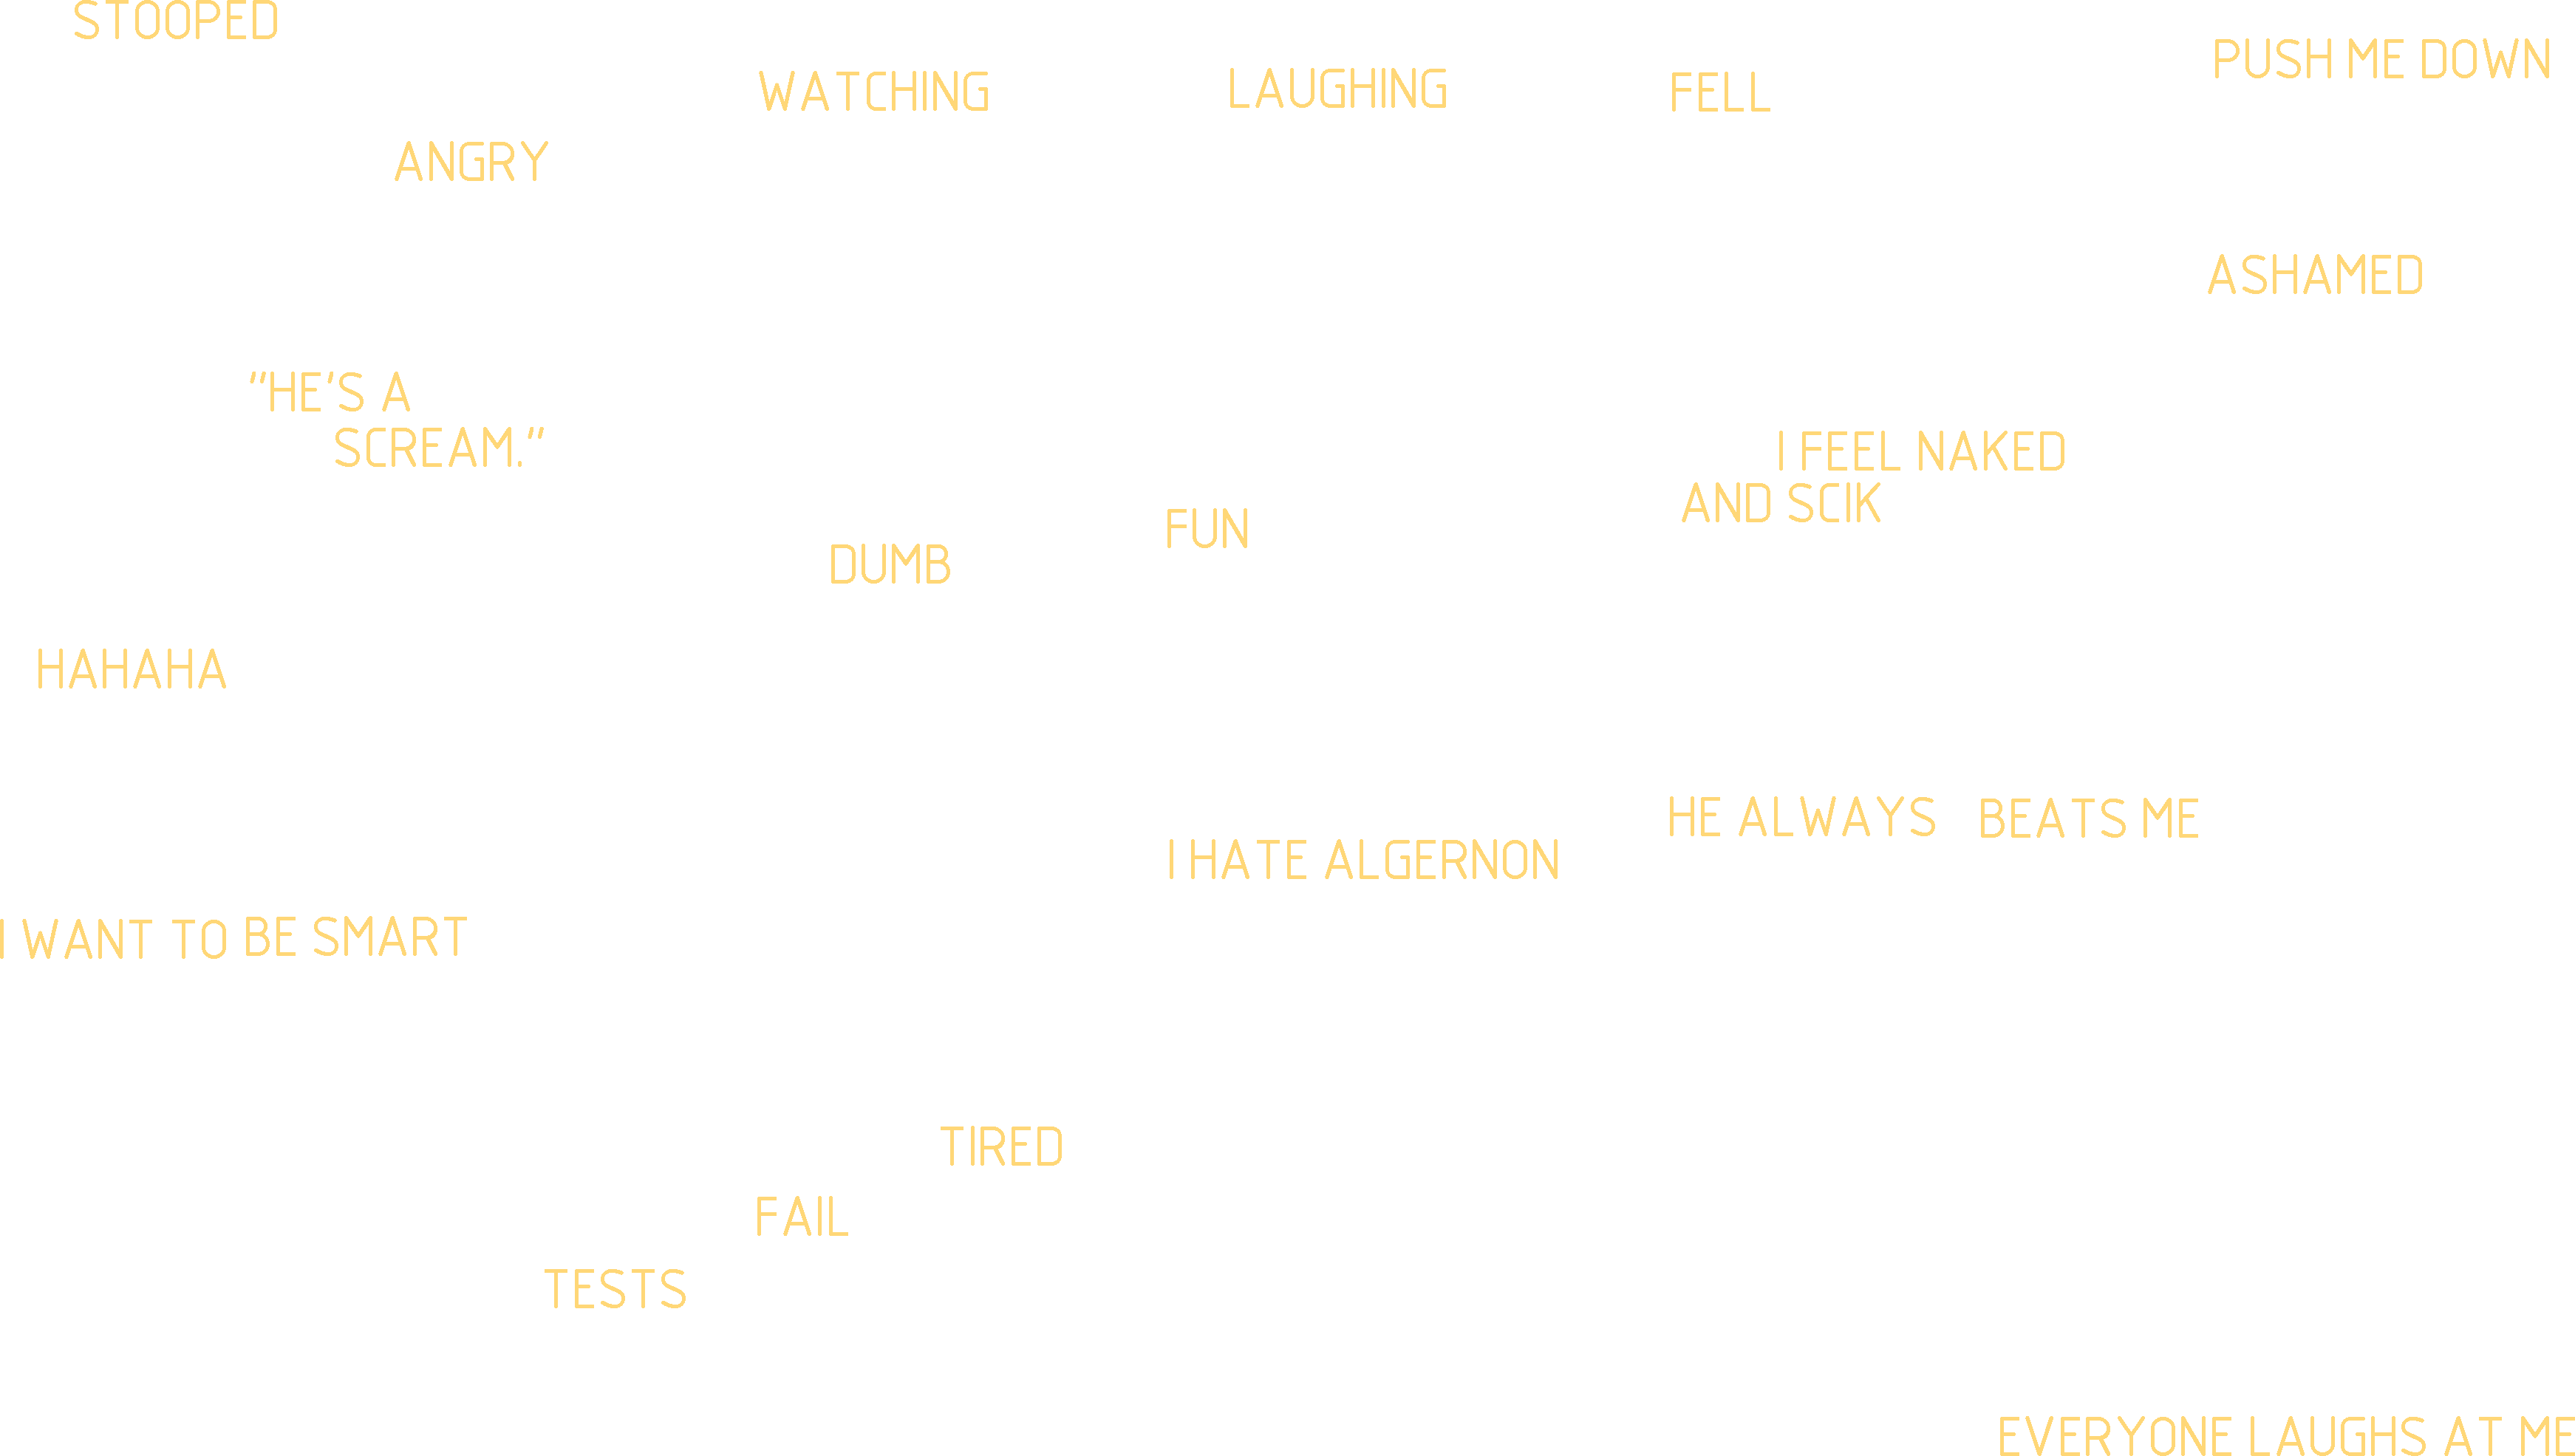 STOOPED
PUSH ME DOWN
WATCHING
LAUGHING
FELL
ANGRY
ASHAMED
"HE'S A
SCREAM."
I FEEL NAKED
AND SCIK
FUN
DUMB
HAHAHA
HE ALWAYS BEATS ME
I HATE ALGERNON
I WANT TO BE SMART
TIRED
FAIL
TESTS
EVERYONE LAUGHS AT ME